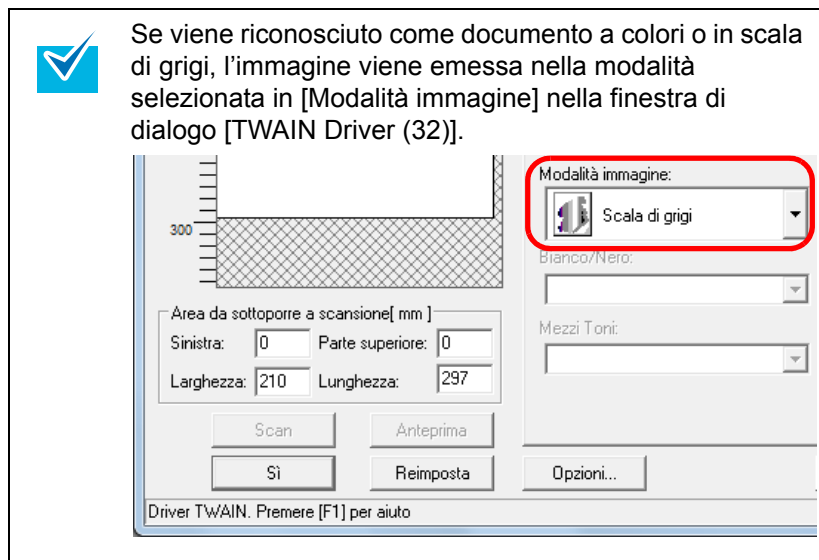 Se viene riconosciuto come documento a colori o in scala
di grigi, l’immagine viene emessa nella modalità
selezionata in [Modalità immagine] nella finestra di
dialogo [TWAIN Driver (32)].
Modalità immagine:
Scala di grigi
300
Bianco/Nero:
Area da sottoporre a scansione[ mm ]
Mezzi Toni:
Sinistra: 0 Parte superiore: 0
Larghezza: 210 Lunghezza: 297
Scan Anteprima
Sì Reimposta Opzioni...
Driver TWAIN. Premere [F1] per aiuto